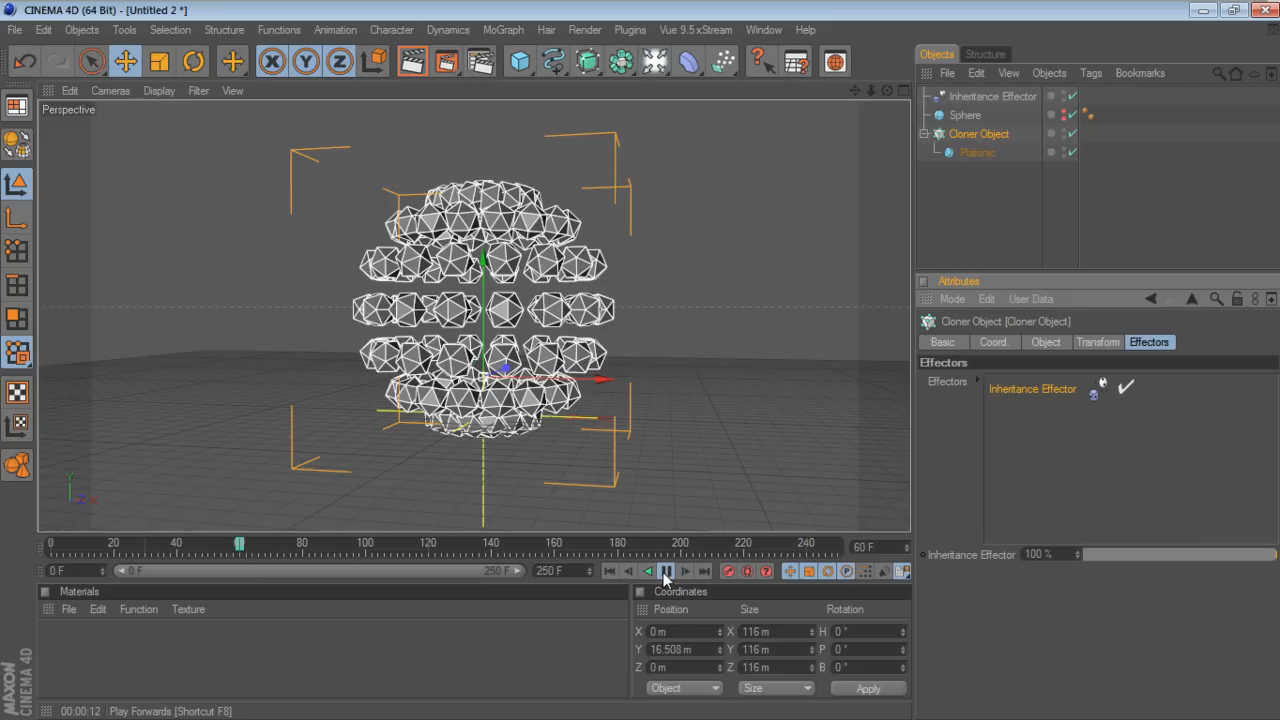 CINEMA 4D (64 Bit) - [Untitled 2 *]
File Edit Objects Tools Selection Structure Functions Animation Character Dynamics MoGraph Hair Render Plugins Vue 9.5 xStream Window Help
X Y Z
Edit Cameras Display Filter View
Perspective
Y
Z X
0 20 40 80 100 120 140 160 180 200 220 240
60 F
0 F
0 F
250 F
250 F
P
Materials
File Edit Function Texture
Coordinates
Position Size Rotation
X 0 m X 116 m H 0 °
Y 16.508 m Y 116 m P 0 °
Z 0 m Z 116 m B 0 °
Object Size Apply
MAXON
CINEMA 4D
00:00:12 Play Forwards [Shortcut F8]
Objects Structure
File Edit View Objects Tags Bookmarks
Inheritance Effector
Sphere
Cloner Object
Platonic
Attributes
Mode Edit User Data
Cloner Object [Cloner Object]
Basic Coord. Object Transform Effectors
Effectors
Effectors
Inheritance Effector
Inheritance Effector 100 %